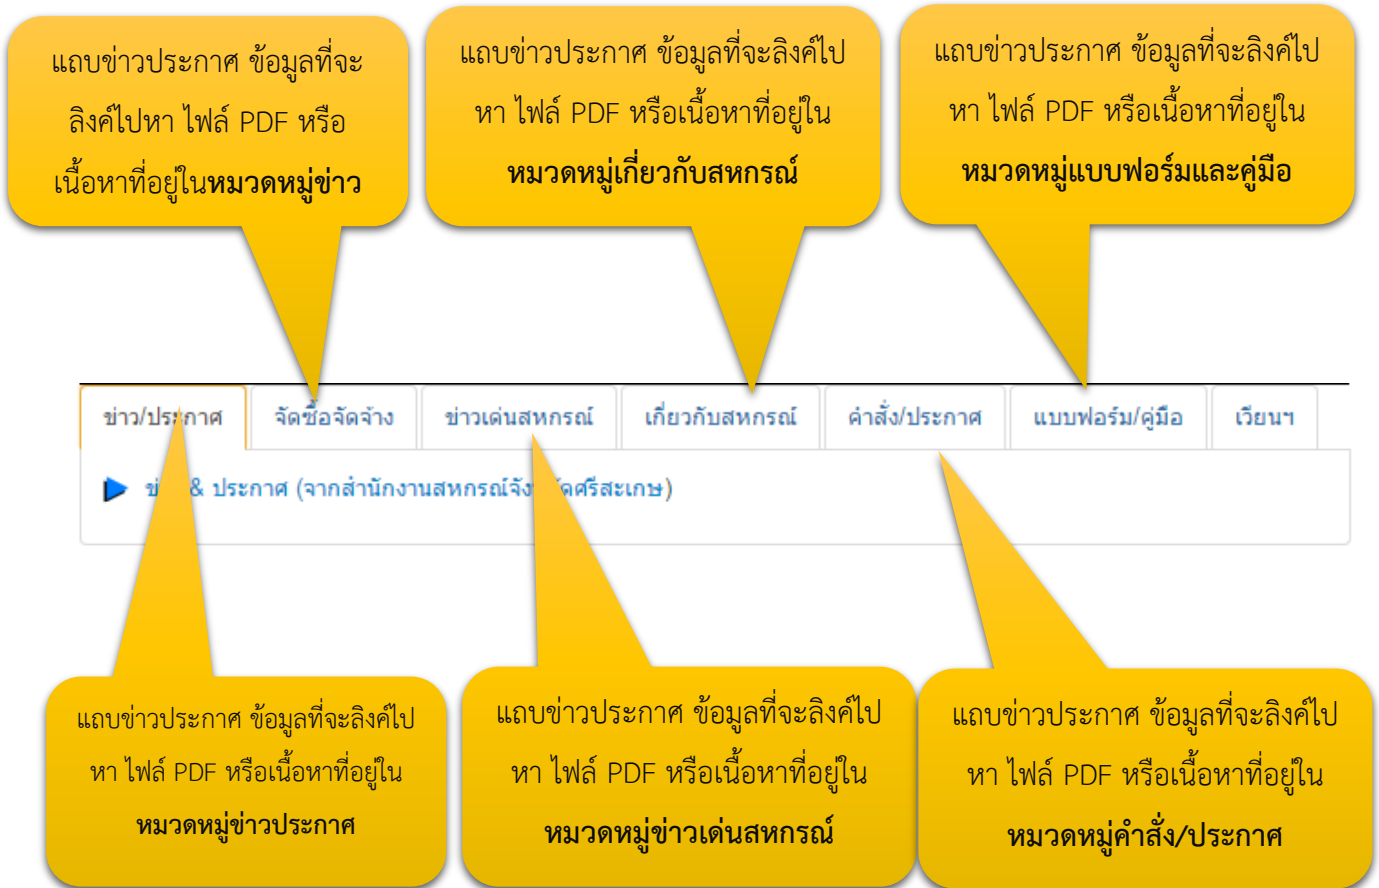 แถบข่าวประกาศ ข้อมูลที่จะ
ลิงค์ไปหา ไฟล์ PDF หรือ
เนื้อหาที่อยู่ในหมวดหมู่ข่าว
แถบข่าวประกาศ ข้อมูลที่จะลิงค์ไป
หา ไฟล์ PDF หรือเนื้อหาที่อยู่ใน
หมวดหมู่เกี่ยวกับสหกรณ์
แถบข่าวประกาศ ข้อมูลที่จะลิงค์ไป
หา ไฟล์ PDF หรือเนื้อหาที่อยู่ใน
หมวดหมู่แบบฟอร์มและคู่มือ
ข่าว/ประกาศ จัดซื้อจัดจ้าง ข่าวเด่นสหกรณ์ เกี่ยวกับสหกรณ์ คำสั่ง/ประกาศ แบบฟอร์ม/คู่มือ เวียนฯ
& ประกาศ (จากสำนักงานสหกรณ์จังหวัดศรีสะเกษ)
แถบข่าวประกาศ ข้อมูลที่จะลิงค์ไป
หา ไฟล์ PDF หรือเนื้อหาที่อยู่ใน
หมวดหมู่ข่าวประกาศ
แถบข่าวประกาศ ข้อมูลที่จะลิงค์ไป
หา ไฟล์ PDF หรือเนื้อหาที่อยู่ใน
หมวดหมู่ข่าวเด่นสหกรณ์
แถบข่าวประกาศ ข้อมูลที่จะลิงค์ไป
หา ไฟล์ PDF หรือเนื้อหาที่อยู่ใน
หมวดหมู่คำสั่ง/ประกาศ